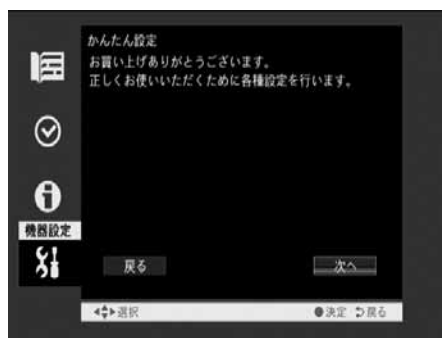 かんたん設定
お買い上げありがとうございます。
正しくお使いいただくために各種設定を行います。
機器設定
戻る
次へ
選択
決定
戻る